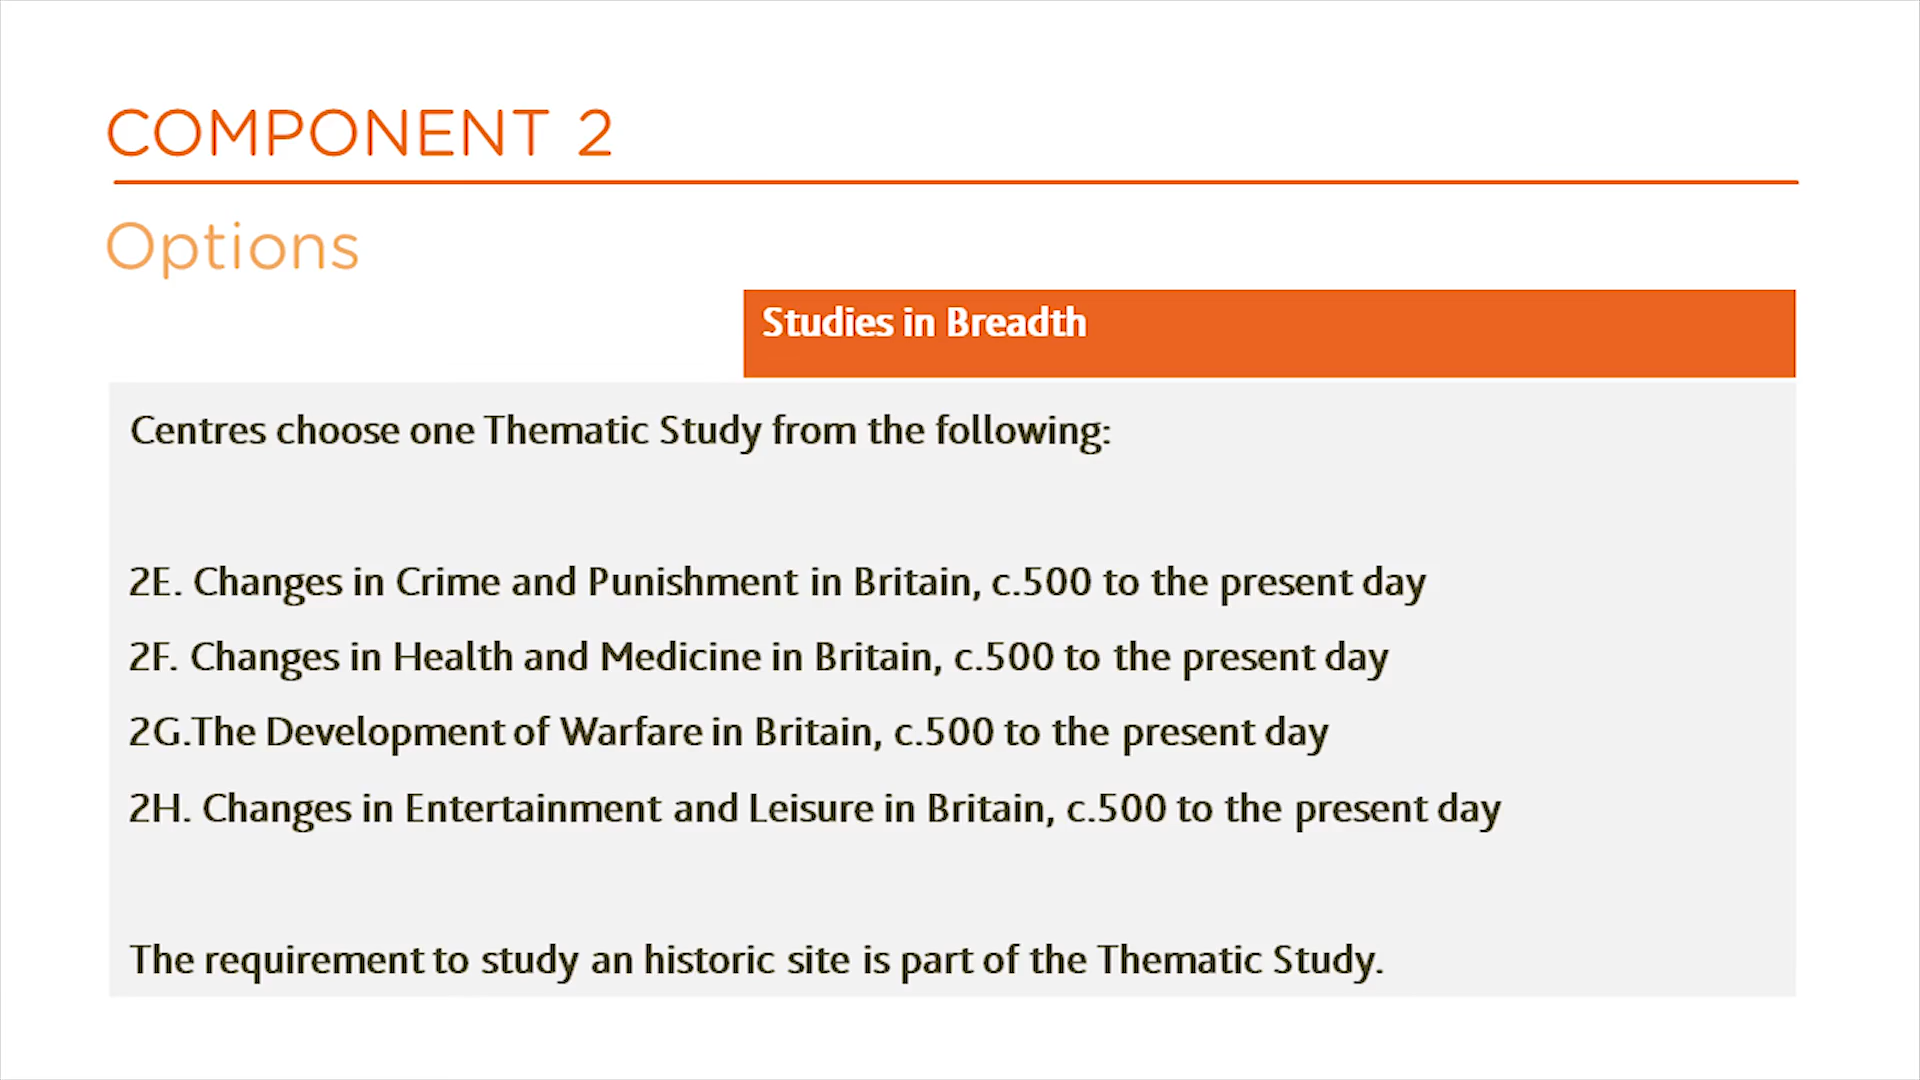 COMPONENT 2
Options
Studies in Breadth
Centres choose one Thematic Study from the following:
2E. Changes in Crime and Punishment in Britain, c.500 to the present day
2F. Changes in Health and Medicine in Britain, c.500 to the present day
2G.The Development of Warfare in Britain, c.500 to the present day
2H. Changes in Entertainment and Leisure in Britain, c.500 to the present day
The requirement to study an historic site is part of the Thematic Study.